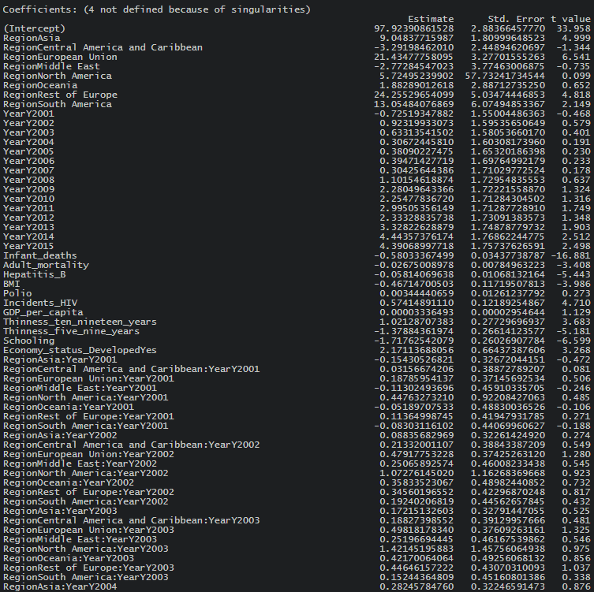 Coefficients: (4 not defined because of singularities)
Estimate Std. Error t value
(Intercept) 97.92390861528 2.88366457770 33.958
RegionAsia 9.04837715987 1.80999648523 4.999
RegionCentral America and Caribbean -3.29198462010 2.44894620697 -1.344
RegionEuropean Union 21.43477758095 3.27701555263 6.541
RegionMiddle East -2.77284547023 3.77463006875 -0.735
RegionNorth America 5.72495239902 57.73241734544 0.099
RegionOceania 1.88289012618 2.88712735250 0.652
RegionRest of Europe 24.25529654099 5.03474446853 4.818
RegionSouth America 13.05484076869 6.07494853367 2.149
YearY2001 -0.72519347882 1.55004486363 -0.468
YearY2002 0.92319933073 1.59535650649 0.579
YearY2003 0.63313541502 1.58053660170 0.401
YearY2004 0.30672445810 1.60308173960 0.191
YearY2005 0.38090227475 1.65320186398 0.230
YearY2006 0.39471427719 1.69764992179 0.233
YearY2007 0.30425644386 1.71029772524 0.178
YearY2008 1.10154618874 1.72954835553 0.637
YearY2009 2.28049643366 1.72221558870 1.324
YearY2010 2.25477836720 1.71284304502 1.316
YearY2011 2.99505356149 1.71287728910 1.749
YearY2012 2.33328835738 1.73091383573 1.348
YearY2013 3.32822628879 1.74878779732 1.903
YearY2014 4.44357376174 1.76862244775 2.512
YearY2015 4.39068997718 1.75737626591 2.498
Infant_deaths -0.58033367499 0.03437738787 -16.881
Adult_mortality -0.02675008978 0.00784963223 -3.408
Hepatitis_B -0.05814069638 0.01068132164 -5.443
BMI -0.46714700503 0.11719507813 -3.986
Polio 0.00344440659 0.01261237792 0.273
Incidents_HIV 0.57414891110 0.12189254867 4.710
GDP_per_capita 0.00003336493 0.00002954644 1.129
Thinness_ten_nineteen_years 1.02128707383 0.27729696937 3.683
Thinness_five_nine_years -1.37884361974 0.26614123577 -5.181
Schooling -1.71762542079 0.26026907784 -6.599
Economy_status_DevelopedYes 2.17113688056 0.66437387606 3.268
RegionAsia:YearY2001 -0.15430526821 0.32672044151 -0.472
RegionCentral America and Caribbean:YearY2001 0.03156674206 0.38872789207 0.081
RegionEuropean Union:YearY2001 0.18785954137 0.37145692534 0.506
RegionMiddle East:YearY2001 -0.11302493696 0.45910335705 -0.246
RegionNorth America:YearY2001 0.44763273210 0.92208427063 0.485
RegionOceania:YearY2001 -0.05189707533 0.48830036526 -0.106
RegionRest of Europe:YearY2001 0.11364998745 0.41947931785 0.271
RegionSouth America:YearY2001 -0.08303116102 0.44069960627 -0.188
RegionAsia:YearY2002 0.08835682969 0.32261424920 0.274
RegionCentral America and Caribbean:YearY2002 0.21332001107 0.38843387209 0.549
RegionEuropean Union:YearY2002 0.47917753228 0.37425263120 1.280
RegionMiddle East:YearY2002 0.25065892574 0.46008233438 0.545
RegionNorth America:YearY2002 1.07276145020 1.16268369668 0.923
RegionOceania:YearY2002 0.35833523067 0.48982440852 0.732
RegionRest of Europe:YearY2002 0.34560196552 0.42296870248 0.817
RegionSouth America:YearY2002 0.19240206819 0.44562657845 0.432
RegionAsia:YearY2003 0.17215132603 0.32791447055 0.525
RegionCentral America and Caribbean:YearY2003 0.18827398552 0.39129957666 0.481
RegionEuropean Union:YearY2003 0.49818178340 0.37609263161 1.325
RegionMiddle East:YearY2003 0.25196694445 0.46167539862 0.546
RegionNorth America:YearY2003 1.42145195883 1.45756064938 0.975
RegionOceania:YearY2003 0.42170064064 0.49256068132 0.856
RegionRest of Europe:YearY2003 0.44646157222 0.43070310093 1.037
RegionSouth America:YearY2003 0.15244364809 0.45160801386 0.338
RegionAsia:YearY2004 0.28245784760 0.32246591473 0.876